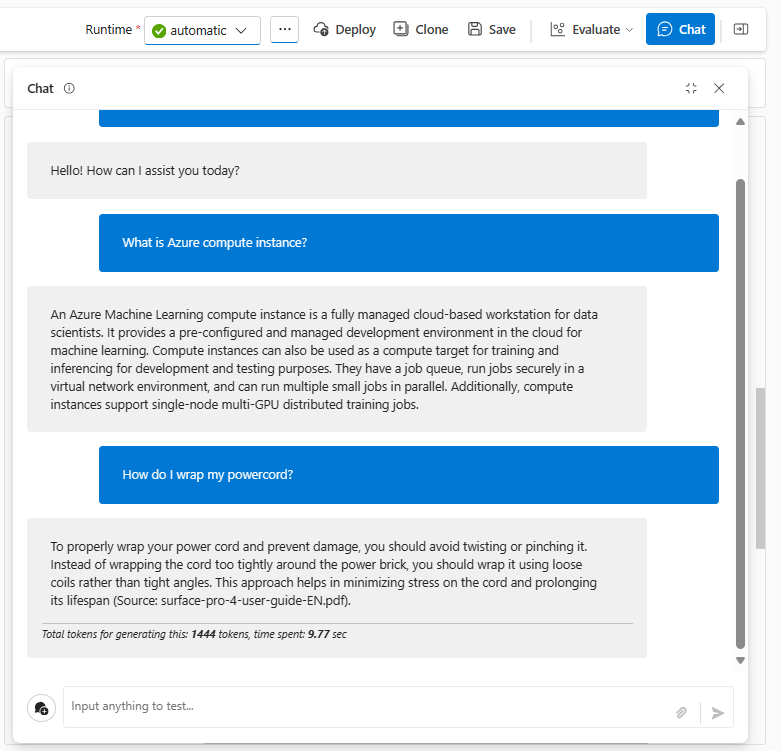 Runtime * automatic ... Deploy Clone Save Evaluate Chat
Chat
Hello! How can I assist you today?
What is Azure compute instance?
An Azure Machine Learning compute instance is a fully managed cloud-based workstation for data
scientists. It provides a pre-configured and managed development environment in the cloud for
machine learning. Compute instances can also be used as a compute target for training and
inferencing for development and testing purposes. They have a job queue, run jobs securely in a
virtual network environment, and can run multiple small jobs in parallel. Additionally, compute
instances support single-node multi-GPU distributed training jobs.
How do I wrap my powercord?
To properly wrap your power cord and prevent damage, you should avoid twisting or pinching it.
Instead of wrapping the cord too tightly around the power brick, you should wrap it using loose
coils rather than tight angles. This approach helps in minimizing stress on the cord and prolonging
its lifespan (Source: surface-pro-4-user-guide-EN.pdf).
Total tokens for generating this: 1444 tokens, time spent: 9.77 sec
Input anything to test...